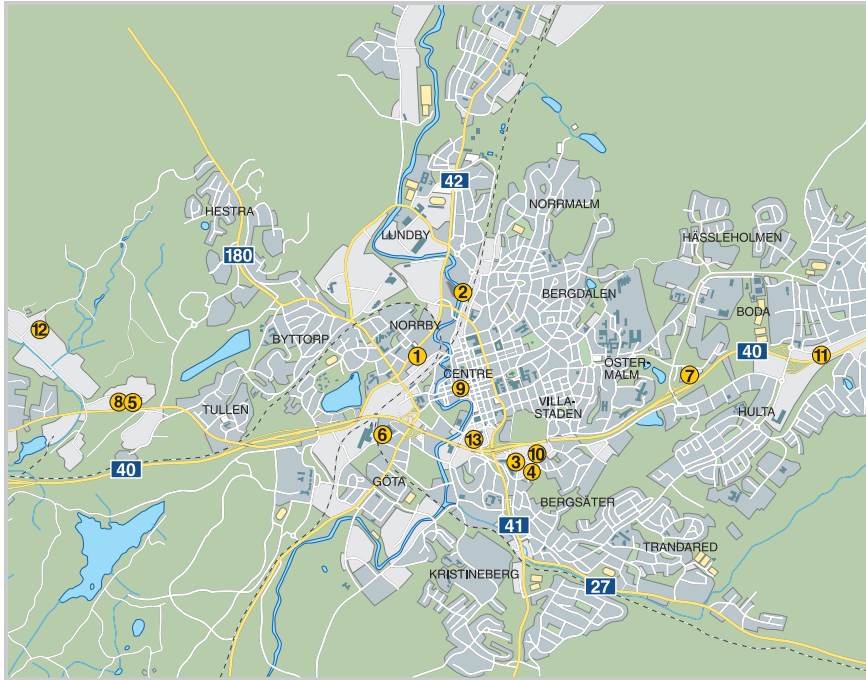 42
HESTRA
NORRMALM
LUNDBY
HÄSSLEHOLMEN
180
2
BERGDALEN
BODA
12
NORRBY
BYTTORP
40
1
11
CENTRE
ÖSTER-
MALM
7
9
8
5
TULLEN
VILLA-
STADEN
HULTA
6
13
10
3
4
40
GÖTA
BERGSÄTER
41
TRANDARED
KRISTINEBERG
27